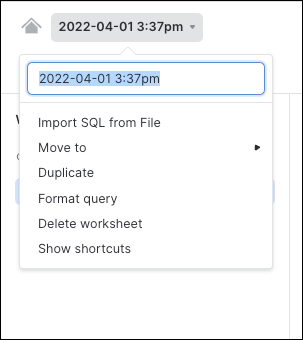 2022-04-01 3:37pm
2022-04-01 3:37pm
Import SQL from File
Move to
Duplicate
Format query
Delete worksheet
Show shortcuts